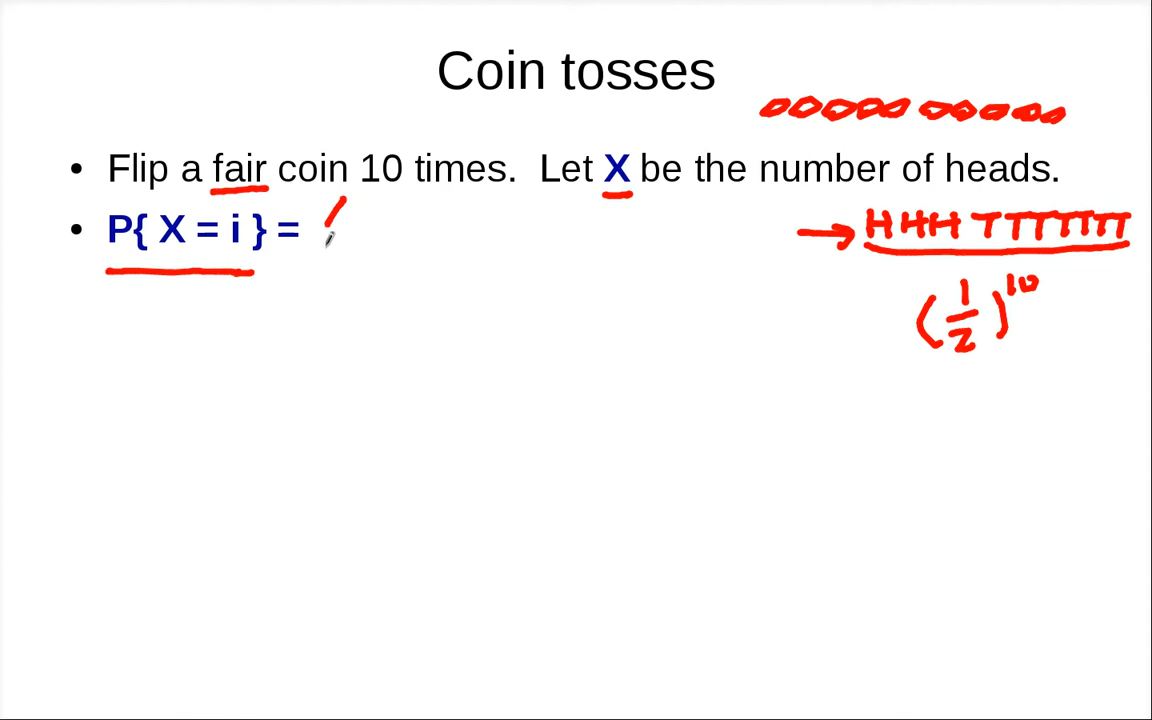 Coin tosses
• Flip a fair coin 10 times. Let X be the number of heads.
• P{ X = i } =
HHH TTTTTTT
(1/2)^10